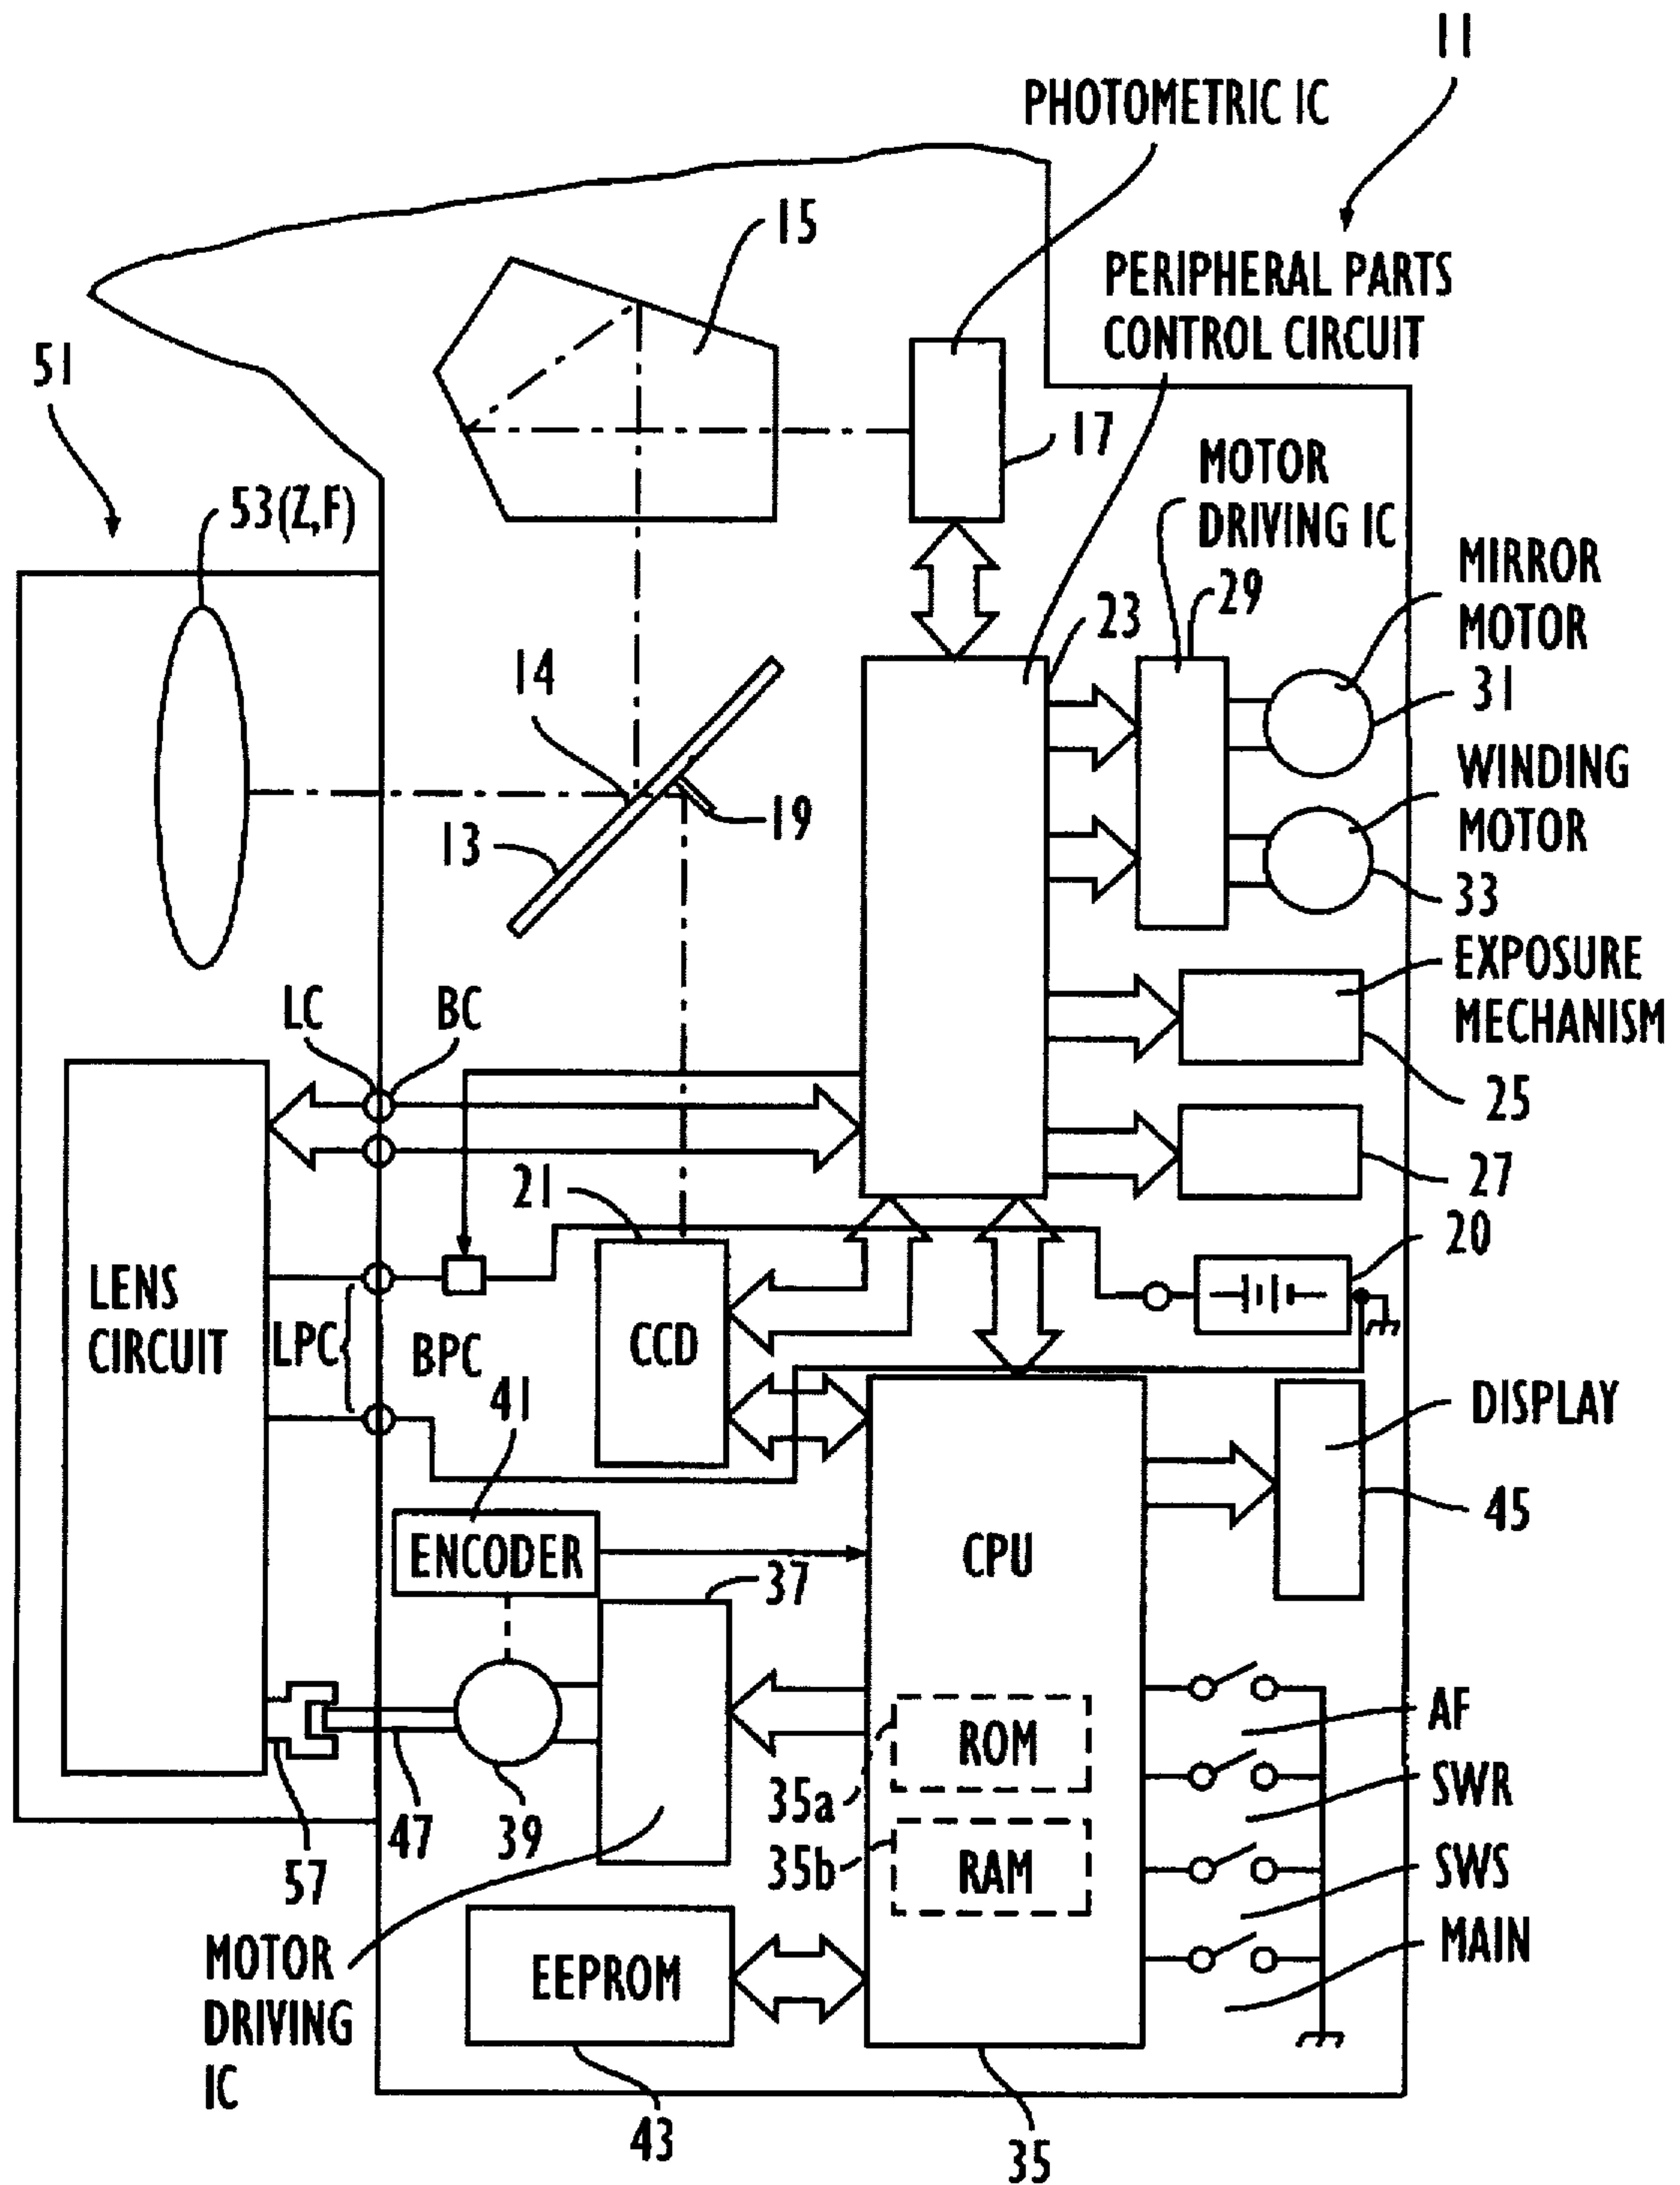 11
PHOTOMETRIC IC
15
PERIPHERAL PARTS
CONTROL CIRCUIT
51
17
MOTOR
DRIVING IC
53(Z,F)
MIRROR
MOTOR
29
23
31
14
WINDING
MOTOR
19
13
33
EXPOSURE
MECHANISM
LC
BC
25
21
27
20
LENS
CIRCUIT
LPC
BPC
CCD
41
DISPLAY
45
ENCODER
CPU
37
AF
ROM
35a
SWR
47
39
57
35b
RAM
SWS
MOTOR
DRIVING
IC
MAIN
EEPROM
43
35